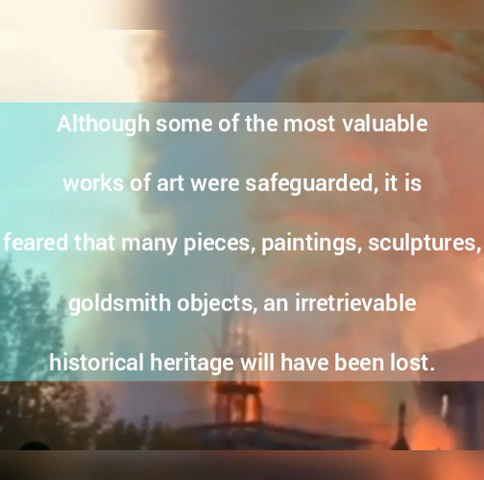 Although some of the most valuable
works of art were safeguarded, it is
feared that many pieces, paintings, sculptures,
goldsmith objects, an irretrievable
historical heritage will have been lost.